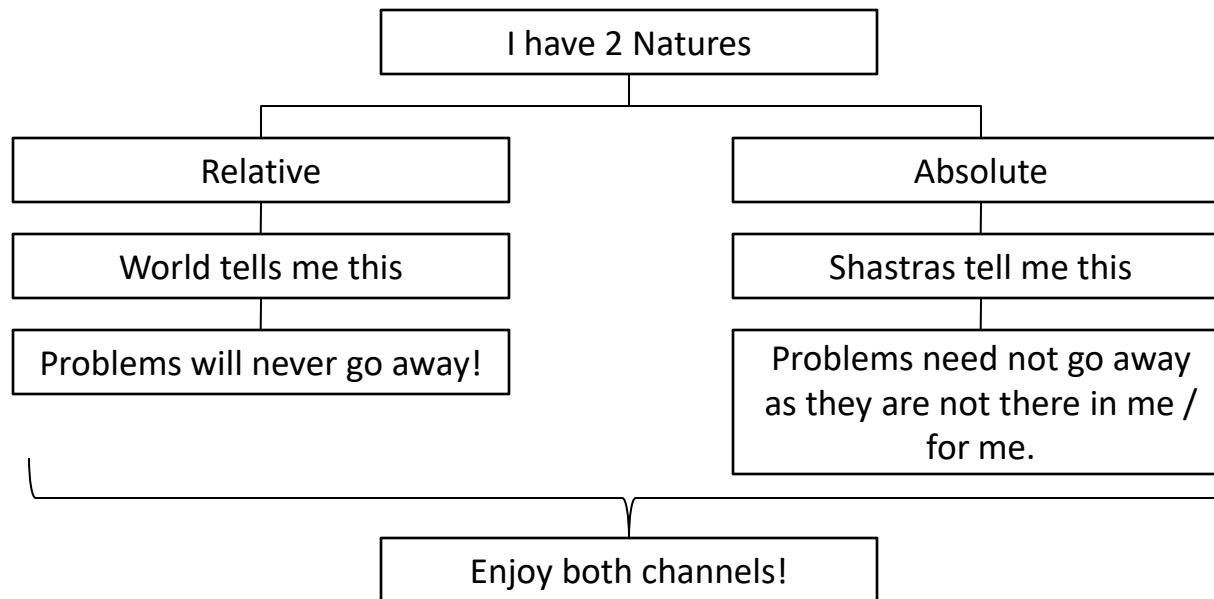 I have 2 Natures
Relative
Absolute
World tells me this
Shastras tell me this
Problems will never go away!
Problems need not go away
as they are not there in me /
for me.
Enjoy both channels!